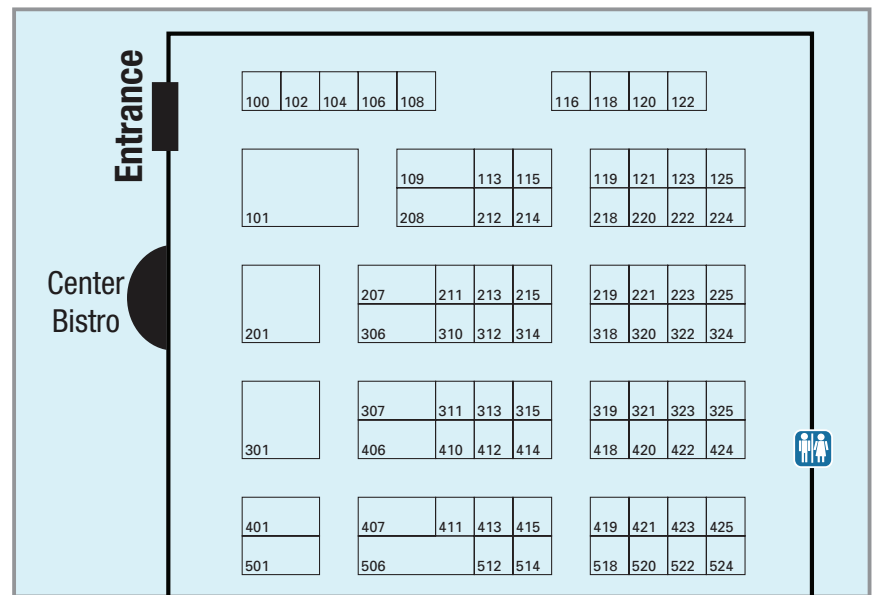 Entrance
100 102 104 106 108 116 118 120 122
109 113 115 119 121 123 125
101 208 212 214 218 220 222 224
Center
Bistro
207 211 213 215 219 221 223 225
201 306 310 312 314 318 320 322 324
307 311 313 315 319 321 323 325
301 406 410 412 414 418 420 422 424
401 407 411 413 415 419 421 423 425
501 506 512 514 518 520 522 524